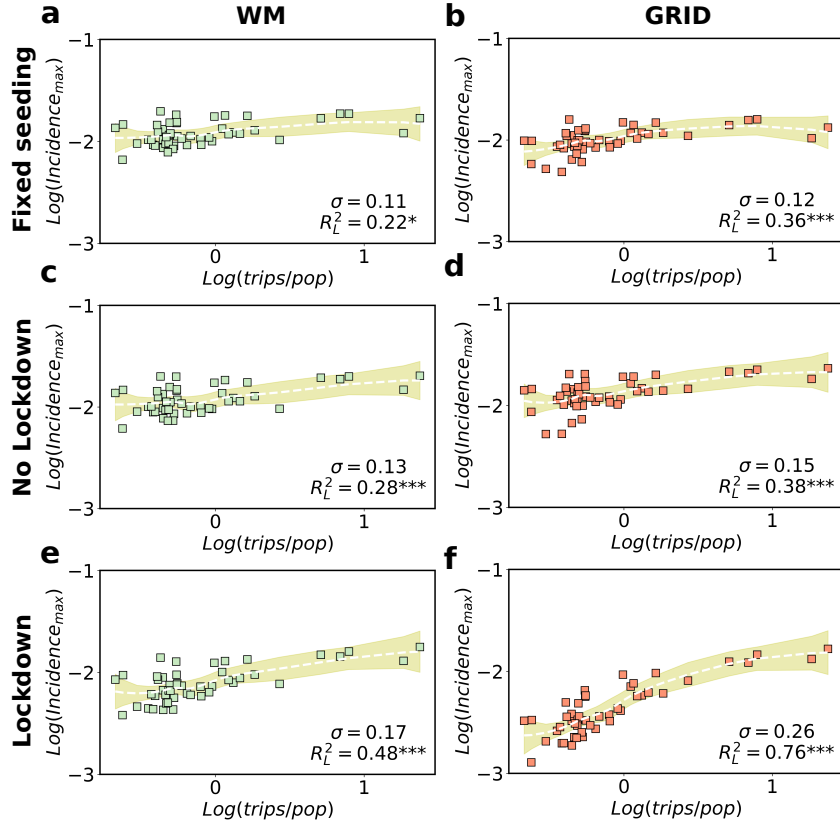 WM
GRID
a
b
Fixed seeding
Log(Incidence_max)
−1
−2
−3
σ = 0.11
R_L^2 = 0.22*
0
1
Log(trips/pop)
Log(Incidence_max)
−1
−2
−3
σ = 0.12
R_L^2 = 0.36***
0
1
Log(trips/pop)
c
d
No Lockdown
Log(Incidence_max)
−1
−2
−3
σ = 0.13
R_L^2 = 0.28***
0
1
Log(trips/pop)
Log(Incidence_max)
−1
−2
−3
σ = 0.15
R_L^2 = 0.38***
0
1
Log(trips/pop)
e
f
Lockdown
Log(Incidence_max)
−1
−2
−3
σ = 0.17
R_L^2 = 0.48***
0
1
Log(trips/pop)
Log(Incidence_max)
−1
−2
−3
σ = 0.26
R_L^2 = 0.76***
0
1
Log(trips/pop)